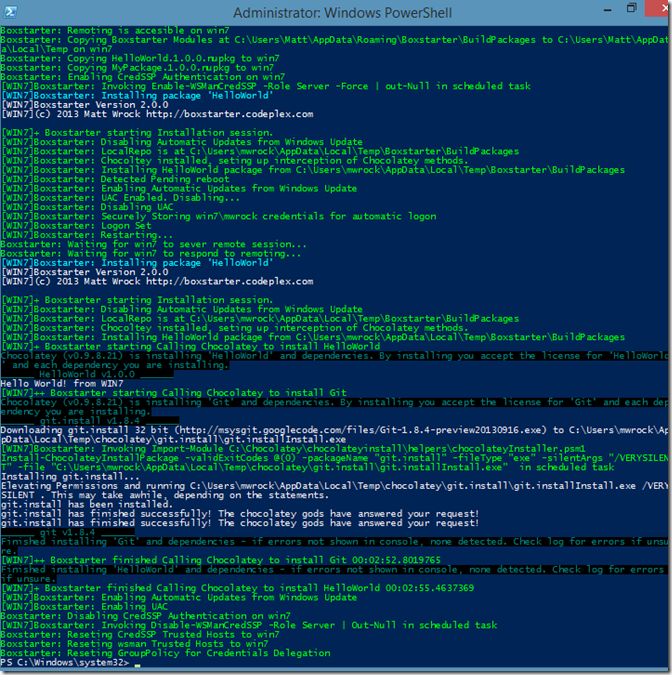 Administrator: Windows PowerShell
Boxstarter: Remoting is accesible on win7
Boxstarter: Copying Boxstarter Modules at C:\Users\Matt\AppData\Roaming\Boxstarter\BuildPackages to C:\Users\Matt\AppDat
a\Local\Temp on win7
Boxstarter: Copying HelloWorld.1.0.0.nupkg to win7
Boxstarter: Copying MyPackage.1.0.0.nupkg to win7
Boxstarter: Enabling CredSSP Authentication on win7
[WIN7]Boxstarter: Invoking Enable-WSManCredSSP -Role Server -Force | out-Null in scheduled task
[WIN7]Boxstarter: Installing package 'HelloWorld'
[WIN7]Boxstarter Version 2.0.0
[WIN7](c) 2013 Matt Wrock http://boxstarter.codeplex.com
[WIN7]+ Boxstarter starting Installation session.
[WIN7]Boxstarter: Disabling Automatic Updates from Windows Update
[WIN7]Boxstarter: LocalRepo is at C:\Users\mwrock\AppData\Local\Temp\Boxstarter\BuildPackages
[WIN7]Boxstarter: Chocoltey installed, seting up interception of Chocolatey methods.
[WIN7]Boxstarter: Installing HelloWorld package from C:\Users\mwrock\AppData\Local\Temp\Boxstarter\BuildPackages
[WIN7]Boxstarter: Detected Pending reboot
[WIN7]Boxstarter: Enabling Automatic Updates from Windows Update
[WIN7]Boxstarter: UAC Enabled. Disabling...
[WIN7]Boxstarter: Disabling UAC
[WIN7]Boxstarter: Securely Storing win7\mwrock credentials for automatic logon
[WIN7]Boxstarter: Logon Set
[WIN7]Boxstarter: Restarting...
Boxstarter: Waiting for win7 to sever remote session...
Boxstarter: Waiting for win7 to respond to remoting...
[WIN7]Boxstarter: Installing package 'HelloWorld'
[WIN7]Boxstarter Version 2.0.0
[WIN7](c) 2013 Matt Wrock http://boxstarter.codeplex.com
[WIN7]+ Boxstarter starting Installation session.
[WIN7]Boxstarter: Disabling Automatic Updates from Windows Update
[WIN7]Boxstarter: LocalRepo is at C:\Users\mwrock\AppData\Local\Temp\Boxstarter\BuildPackages
[WIN7]Boxstarter: Chocoltey installed, seting up interception of Chocolatey methods.
[WIN7]Boxstarter: Installing HelloWorld package from C:\Users\mwrock\AppData\Local\Temp\Boxstarter\BuildPackages
[WIN7]+ Boxstarter starting Calling Chocolatey to install HelloWorld
Chocolatey (v0.9.8.21) is installing 'HelloWorld' and dependencies. By installing you accept the license for 'HelloWorld
' and each dependency you are installing.
______ HelloWorld v1.0.0 ______
Hello World! from WIN7
[WIN7]++ Boxstarter starting Calling Chocolatey to install Git
Chocolatey (v0.9.8.21) is installing 'Git' and dependencies. By installing you accept the license for 'Git' and each dep
endency you are installing.
______ git.install v1.8.4 ______
Downloading git.install 32 bit (http://msysgit.googlecode.com/files/Git-1.8.4-preview20130916.exe) to C:\Users\mwrock\A
ppData\Local\Temp\chocolatey\git.install\git.installInstall.exe
[WIN7]Boxstarter: Invoking Import-Module C:\Chocolatey\chocolateyinstall\helpers\chocolateyInstaller.psm1
Install-ChocolateyInstallPackage -validExitCodes @(0) -packageName "git.install" -fileType "exe" -silentArgs "/VERYSILEN
T" -file "C:\Users\mwrock\AppData\Local\Temp\chocolatey\git.install\git.installInstall.exe"  in scheduled task
Installing git.install...
Elevating Permissions and running C:\Users\mwrock\AppData\Local\Temp\chocolatey\git.install\git.installInstall.exe /VERY
SILENT . This may take awhile, depending on the statements.
git.install has been installed.
git.install has finished successfully! The chocolatey gods have answered your request!
git.install has finished successfully! The chocolatey gods have answered your request!
______ git v1.8.4 ______
Finished installing 'Git' and dependencies - if errors not shown in console, none detected. Check log for errors if unsu
re.
[WIN7]++ Boxstarter finished Calling Chocolatey to install Git 00:02:52.8019765
Finished installing 'HelloWorld' and dependencies - if errors not shown in console, none detected. Check log for errors
if unsure.
[WIN7]+ Boxstarter finished Calling Chocolatey to install HelloWorld 00:02:55.4637369
[WIN7]Boxstarter: Enabling Automatic Updates from Windows Update
[WIN7]Boxstarter: Enabling UAC
Boxstarter: Disabling CredSSP Authentication on win7
[WIN7]Boxstarter: Invoking Disable-WSManCredSSP -Role Server | Out-Null in scheduled task
Boxstarter: Reseting CredSSP Trusted Hosts to win7
Boxstarter: Reseting wsman Trusted Hosts to win7
Boxstarter: Reseting GroupPolicy for Credentials Delegation
PS C:\Windows\system32> _